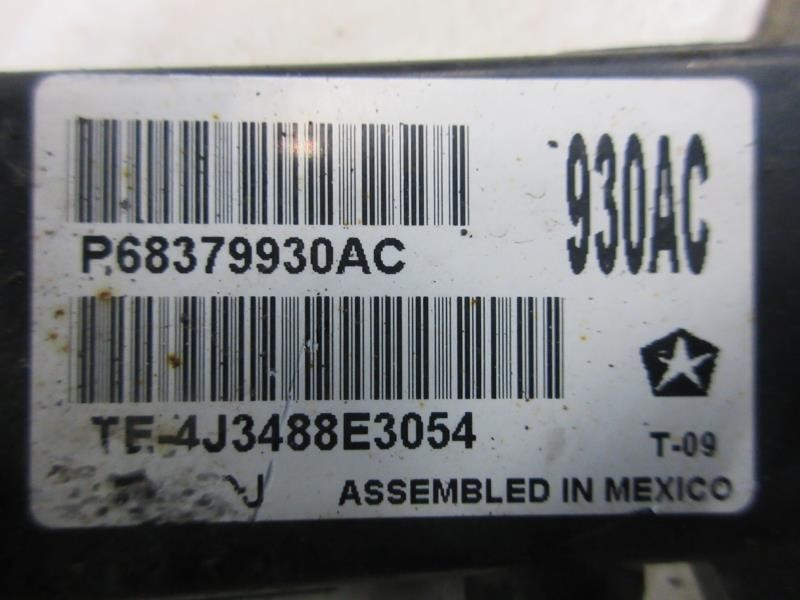 930AC
P68379930AC
TE-4J3488E3054
T-09
ASSEMBLED IN MEXICO